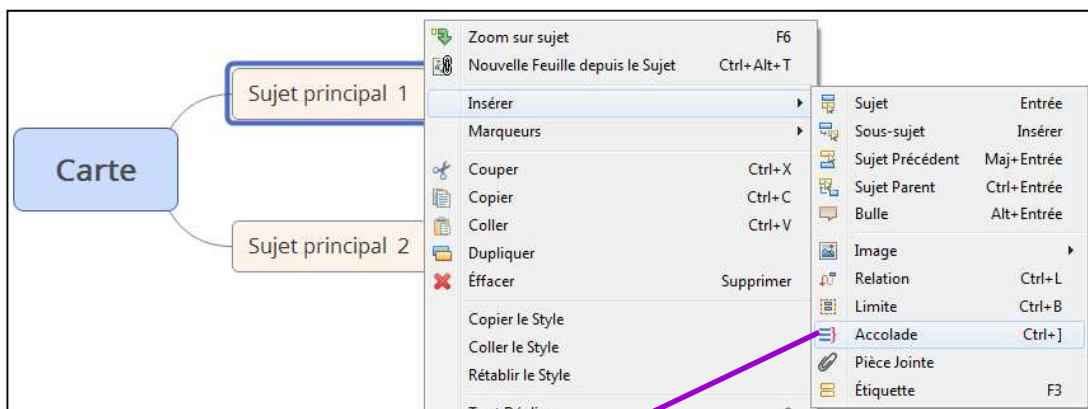 Carte
Sujet principal 1
Sujet principal 2
Zoom sur sujet F6
Nouvelle Feuille depuis le Sujet Ctrl+Alt+T
Insérer
Marqueurs
Couper Ctrl+X
Copier Ctrl+C
Coller Ctrl+V
Dupliquer
Éffacer Supprimer
Copier le Style
Coller le Style
Rétablir le Style
Sujet Entrée
Sous-sujet Insérer
Sujet Précédent Maj+Entrée
Sujet Parent Ctrl+Entrée
Bulle Alt+Entrée
Image
Relation Ctrl+L
Limite Ctrl+B
Accolade Ctrl+]
Pièce Jointe
Étiquette F3